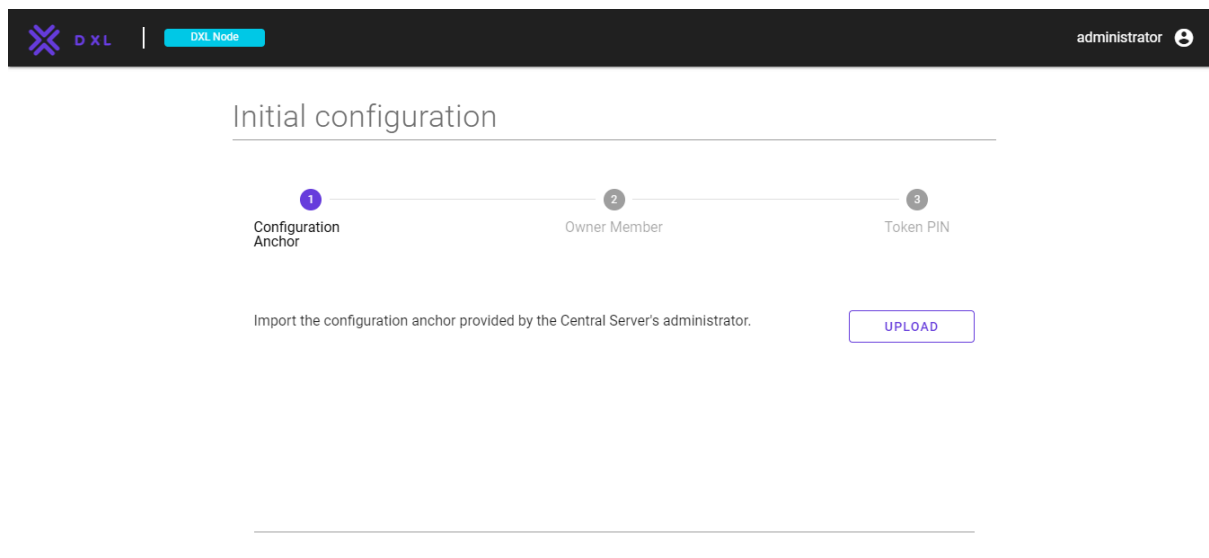 DXL
DXL Node
administrator
Initial configuration
1
2
3
Configuration
Anchor
Owner Member
Token PIN
Import the configuration anchor provided by the Central Server's administrator.
UPLOAD